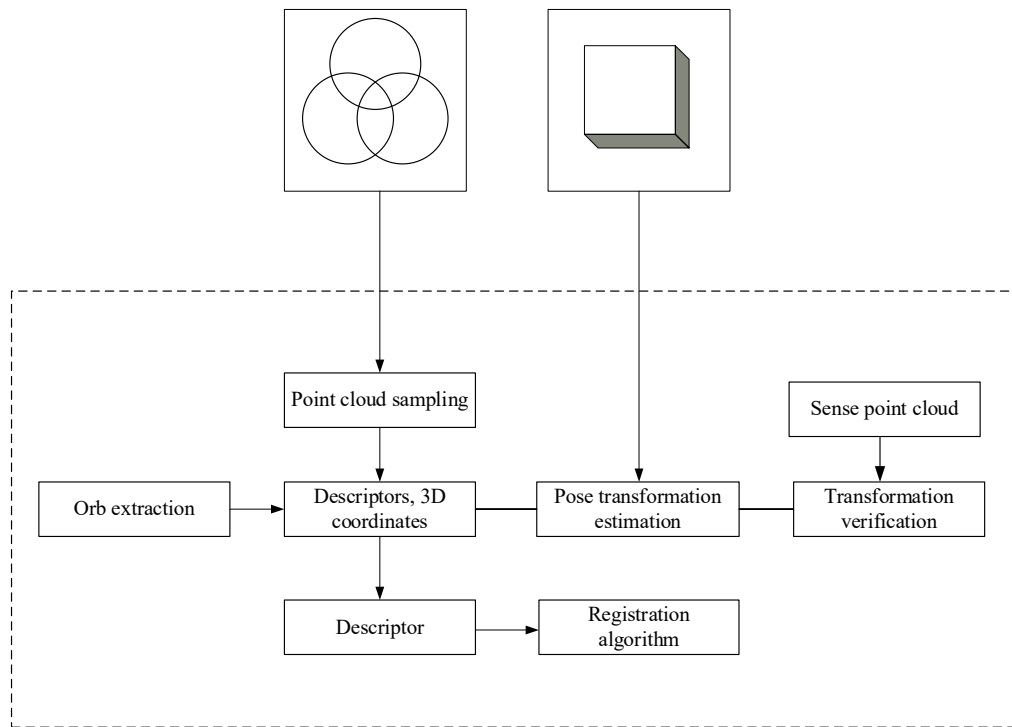 Point cloud sampling
Sense point cloud
Orb extraction
Descriptors, 3D
coordinates
Pose transformation
estimation
Transformation
verification
Descriptor
Registration
algorithm